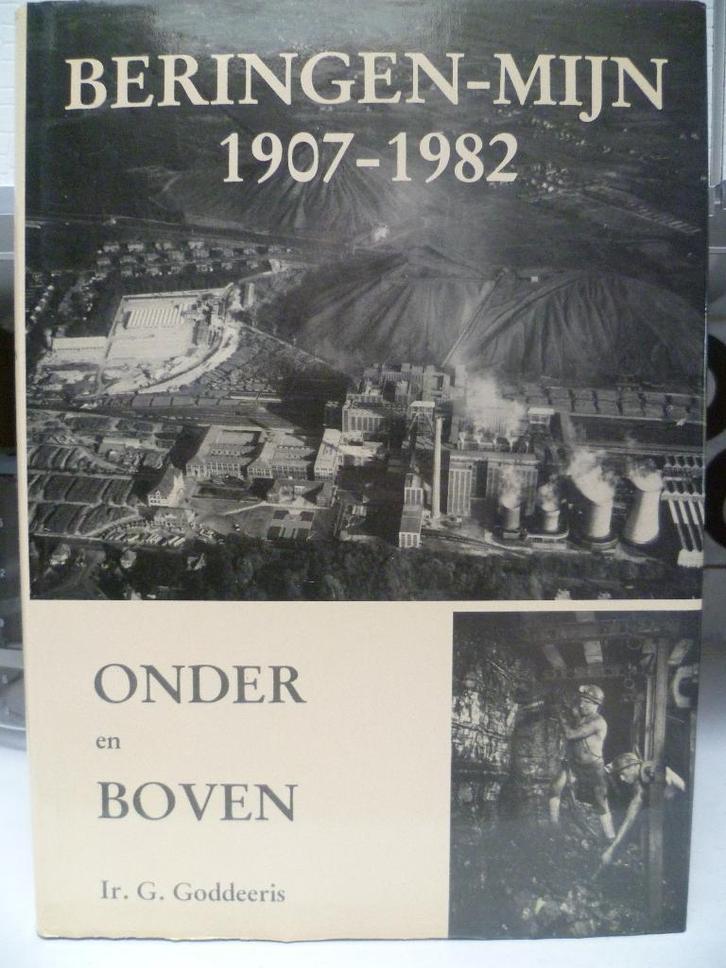 BERINGEN-MIJN
1907-1982
ONDER
en
BOVEN
Ir. G. Goddeeris